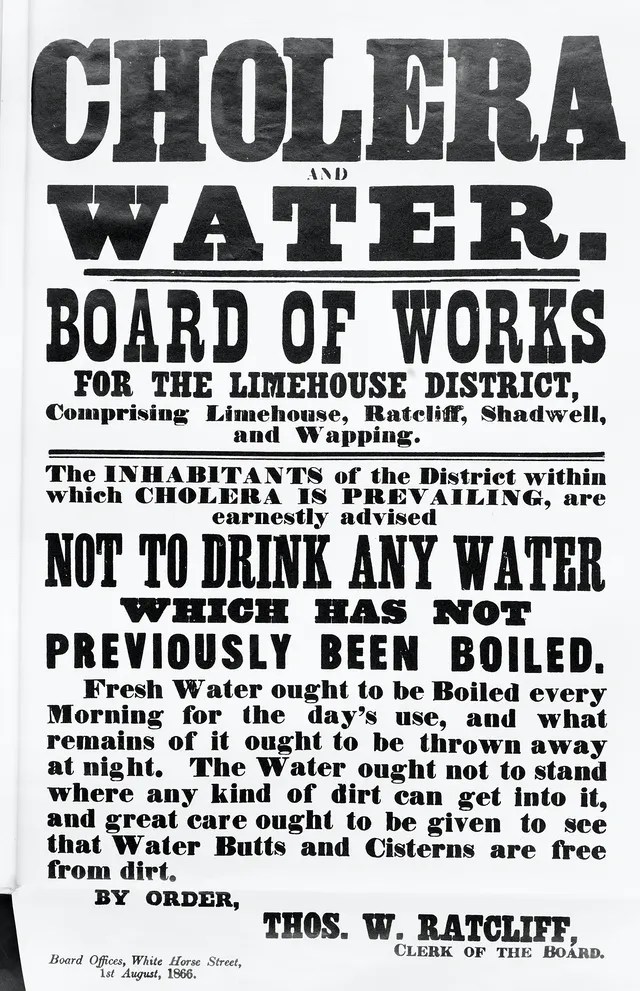 CHOLERA
AND
WATER.
BOARD OF WORKS
FOR THE LIMEHOUSE DISTRICT,
Comprising Limehouse, Ratcliff, Shadwell,
and Wapping.
The INHABITANTS of the District within
which CHOLERA IS PREVAILING, are
earnestly advised
NOT TO DRINK ANY WATER
WHICH HAS NOT
PREVIOUSLY BEEN BOILED.
Fresh Water ought to be Boiled every
Morning for the day's use, and what
remains of it ought to be thrown away
at night. The Water ought not to stand
where any kind of dirt can get into it,
and great care ought to be given to see
that Water Butts and Cisterns are free
from dirt.
BY ORDER,
THOS. W. RATCLIFF,
CLERK OF THE BOARD.
Board Offices, White Horse Street,
1st August, 1866.